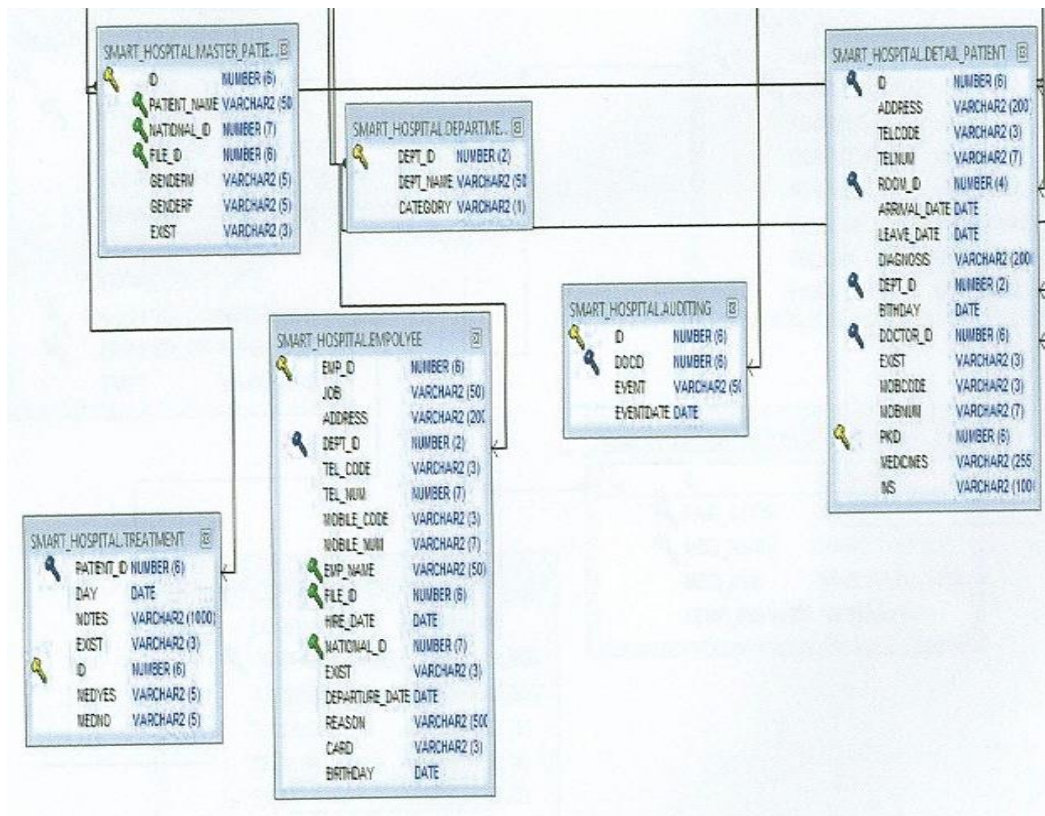 SMART_HOSPITAL.MASTER_PATIE...
ID NUMBER (6)
PATIENT_NAME VARCHAR2 (50
NATIONAL_ID NUMBER (7)
FILE_ID NUMBER (6)
GENDERM VARCHAR2 (5)
GENDERF VARCHAR2 (5)
EXIST VARCHAR2 (3)
SMART_HOSPITAL.DEPARTME...
DEPT_ID NUMBER (2)
DEPT_NAME VARCHAR2 (50
CATEGORY VARCHAR2 (1)
SMART_HOSPITAL.DETAIL_PATIENT
ID NUMBER (6)
ADDRESS VARCHAR2 (200)
TELCODE VARCHAR2 (3)
TELNUM VARCHAR2 (7)
ROOM_ID NUMBER (4)
ARRIVAL_DATE DATE
LEAVE_DATE DATE
DIAGNOSIS VARCHAR2 (200
DEPT_ID NUMBER (2)
BITHDAY DATE
DOCTOR_ID NUMBER (6)
EXIST VARCHAR2 (3)
MOBCODE VARCHAR2 (3)
MOBNUM VARCHAR2 (7)
PKID NUMBER (6)
MEDICINES VARCHAR2 (255
INS VARCHAR2 (100
SMART_HOSPITAL.AUDITING
ID NUMBER (6)
DOCID NUMBER (6)
EVENT VARCHAR2 (50
EVENTDATE DATE
SMART_HOSPITAL.EMPOLYEE
EMP_ID NUMBER (6)
JOB VARCHAR2 (50)
ADDRESS VARCHAR2 (200
DEPT_ID NUMBER (2)
TEL_CODE VARCHAR2 (3)
TEL_NUM NUMBER (7)
MOBILE_CODE VARCHAR2 (3)
MOBILE_NUM VARCHAR2 (7)
EMP_NAME VARCHAR2 (50)
FILE_ID NUMBER (6)
HIRE_DATE DATE
NATIONAL_ID NUMBER (7)
EXIST VARCHAR2 (3)
DEPARTURE_DATE DATE
REASON VARCHAR2 (500
CARD VARCHAR2 (3)
BIRTHDAY DATE
SMART_HOSPITAL.TREATMENT
PATIENT_ID NUMBER (6)
DAY DATE
NOTES VARCHAR2 (1000)
EXIST VARCHAR2 (3)
ID NUMBER (6)
MEDYES VARCHAR2 (5)
MEDNO VARCHAR2 (5)